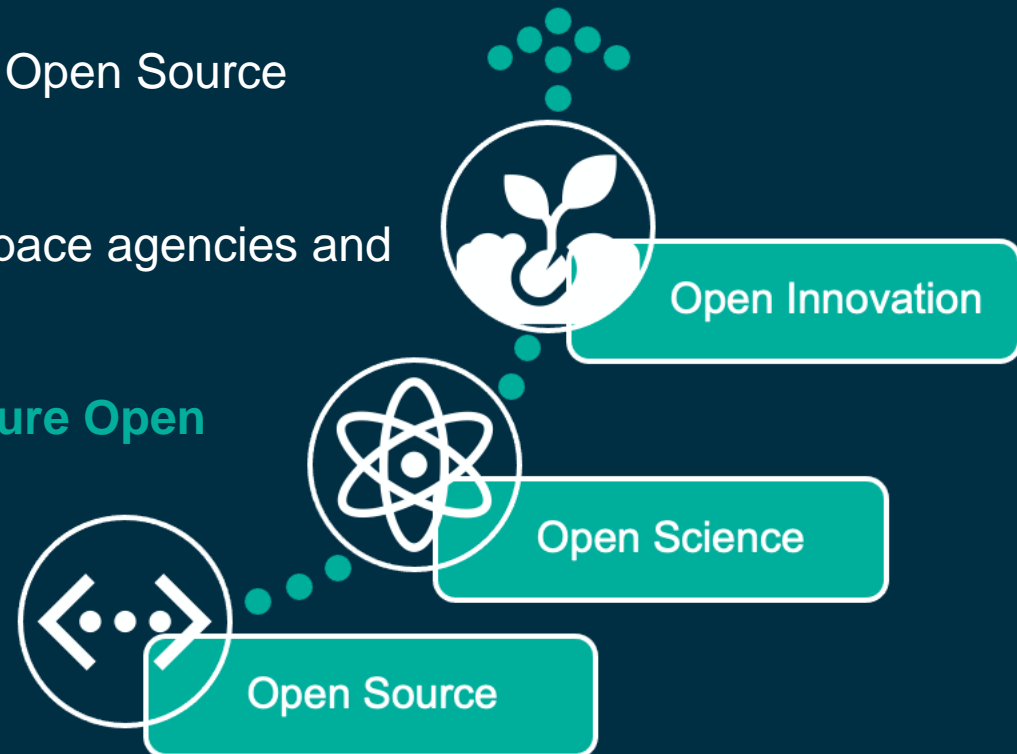 Open Source
pace agencies and
Open Innovation
ure Open
Open Science
Open Source